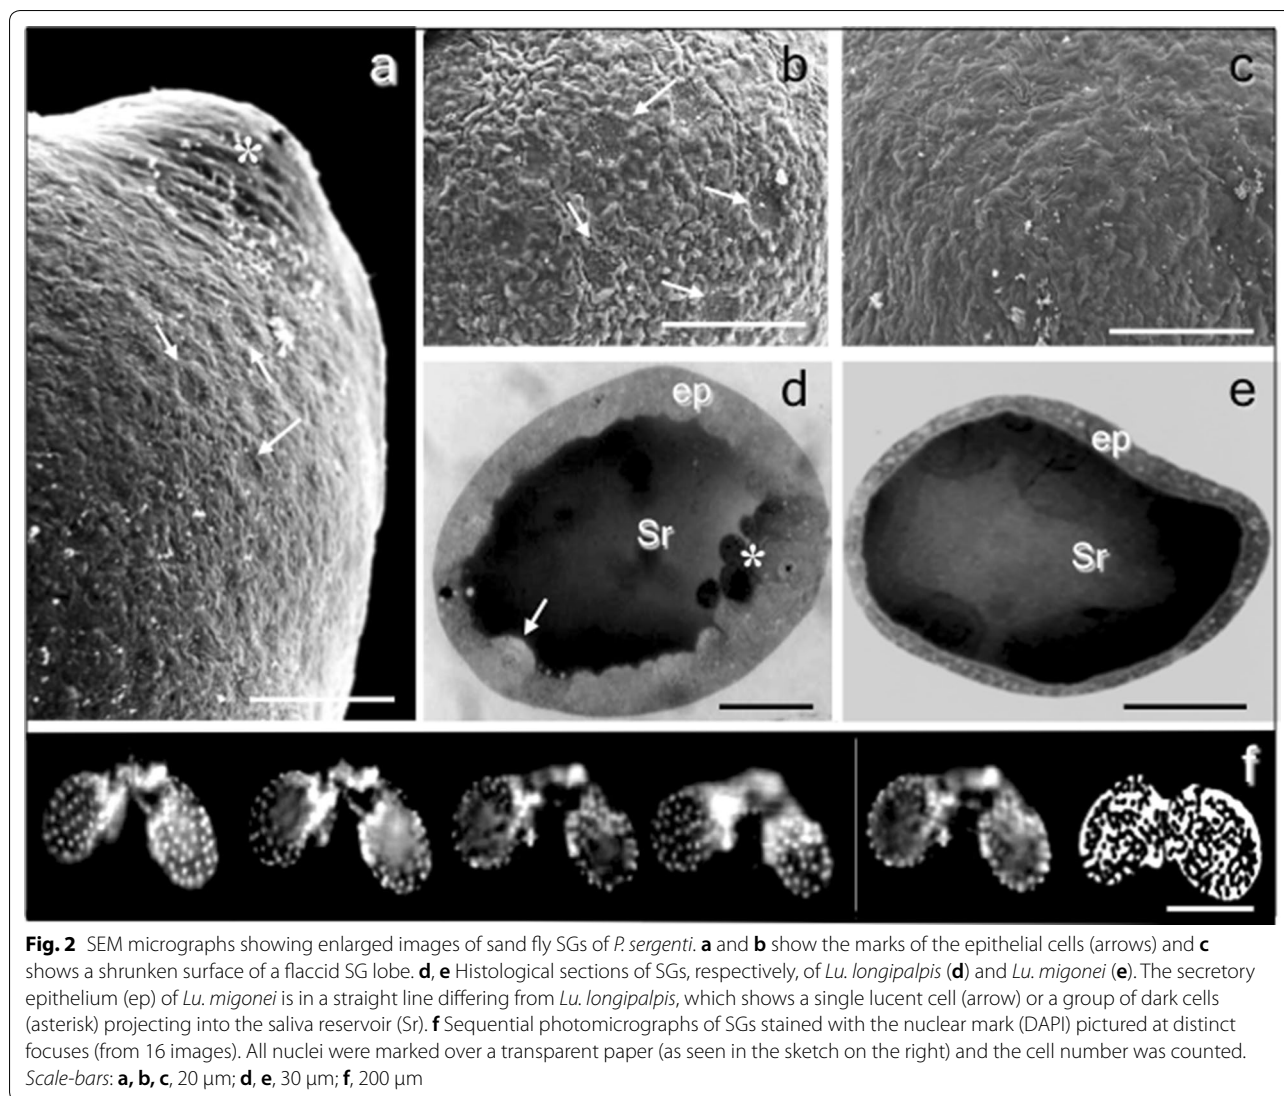 a
b
c
*
ep
d
Sr
*
e
ep
Sr
f
Fig. 2 SEM micrographs showing enlarged images of sand fly SGs of P. sergenti. a and b show the marks of the epithelial cells (arrows) and c
shows a shrunken surface of a flaccid SG lobe. d, e Histological sections of SGs, respectively, of Lu. longipalpis (d) and Lu. migonei (e). The secretory
epithelium (ep) of Lu. migonei is in a straight line differing from Lu. longipalpis, which shows a single lucent cell (arrow) or a group of dark cells
(asterisk) projecting into the saliva reservoir (Sr). f Sequential photomicrographs of SGs stained with the nuclear mark (DAPI) pictured at distinct
focuses (from 16 images). All nuclei were marked over a transparent paper (as seen in the sketch on the right) and the cell number was counted.
Scale-bars: a, b, c, 20 µm; d, e, 30 µm; f, 200 µm